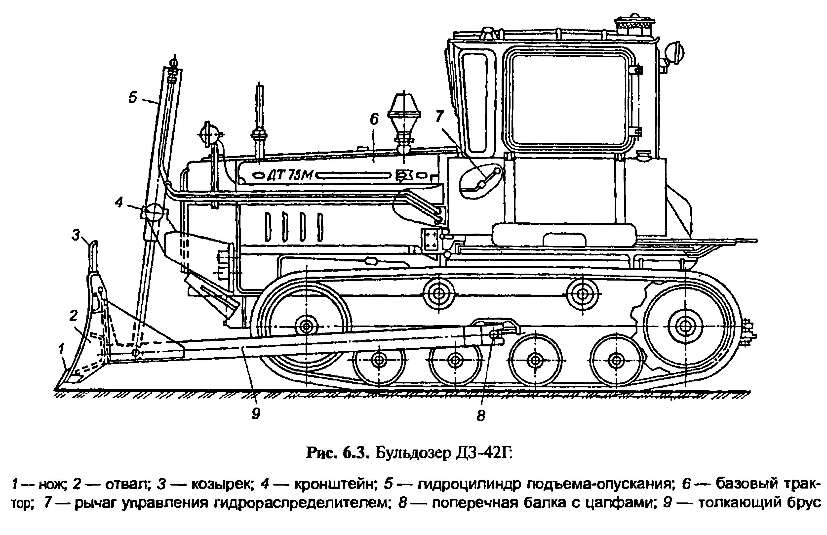 5
6
7
ДТ 75М
4
3
2
1
9
8
Рис. 6.3. Бульдозер ДЗ-42Г:
1 — нож; 2 — отвал; 3 — козырек; 4 — кронштейн; 5 — гидроцилиндр подъема-опускания; 6 — базовый трак-
тор; 7 — рычаг управления гидрораспределителем; 8 — поперечная балка с цапфами; 9 — толкающий брус